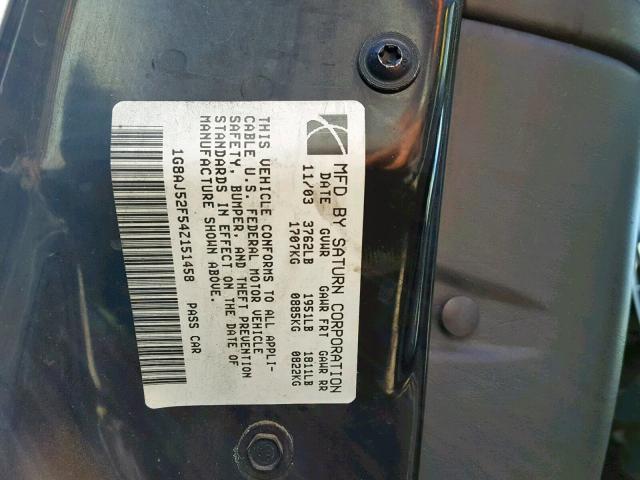 MFD BY SATURN CORPORATION
DATE GVWR GAWR FRT GAWR RR
11/03 3762LB 1951LB 1811LB
1707KG 0885KG 0822KG
THIS VEHICLE CONFORMS TO ALL APPLI-
CABLE U.S. FEDERAL MOTOR VEHICLE
SAFETY, BUMPER, AND THEFT PREVENTION
STANDARDS IN EFFECT ON THE DATE OF
MANUFACTURE SHOWN ABOVE.
1G8AJ52F54Z151458 PASS CAR